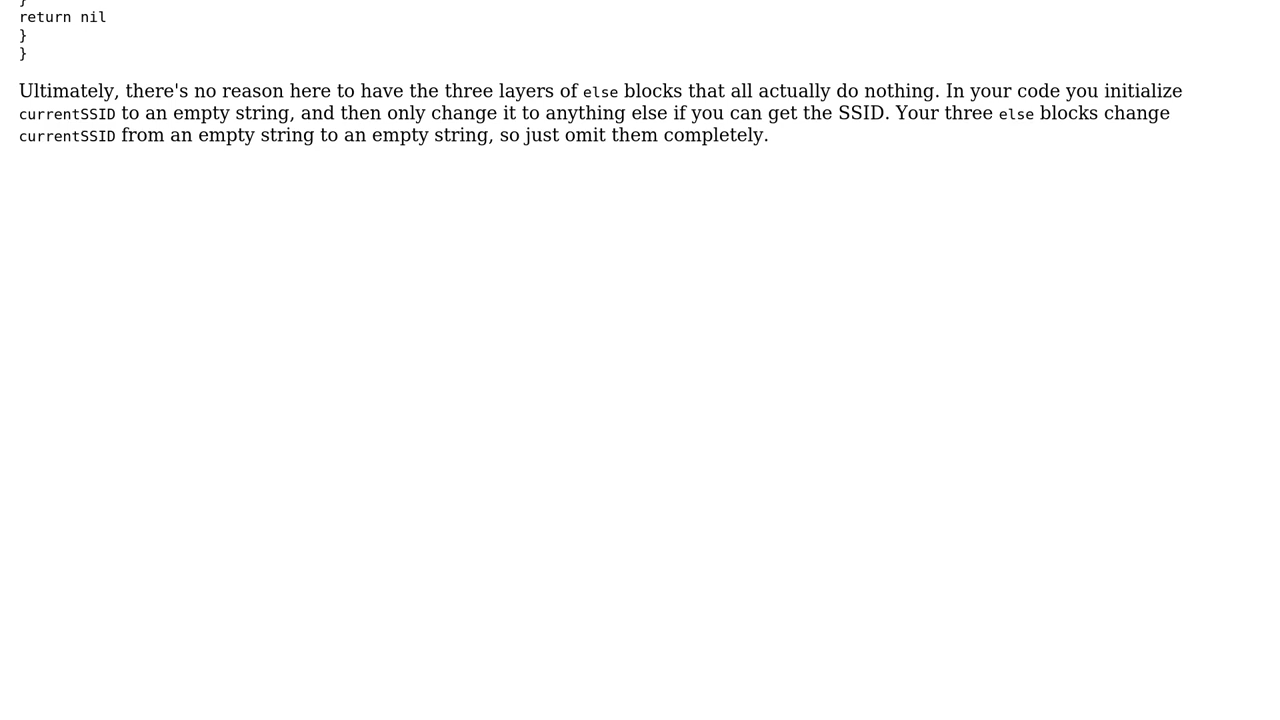 }
return nil
}
}
Ultimately, there's no reason here to have the three layers of else blocks that all actually do nothing. In your code you initialize
currentSSID to an empty string, and then only change it to anything else if you can get the SSID. Your three else blocks change
currentSSID from an empty string to an empty string, so just omit them completely.